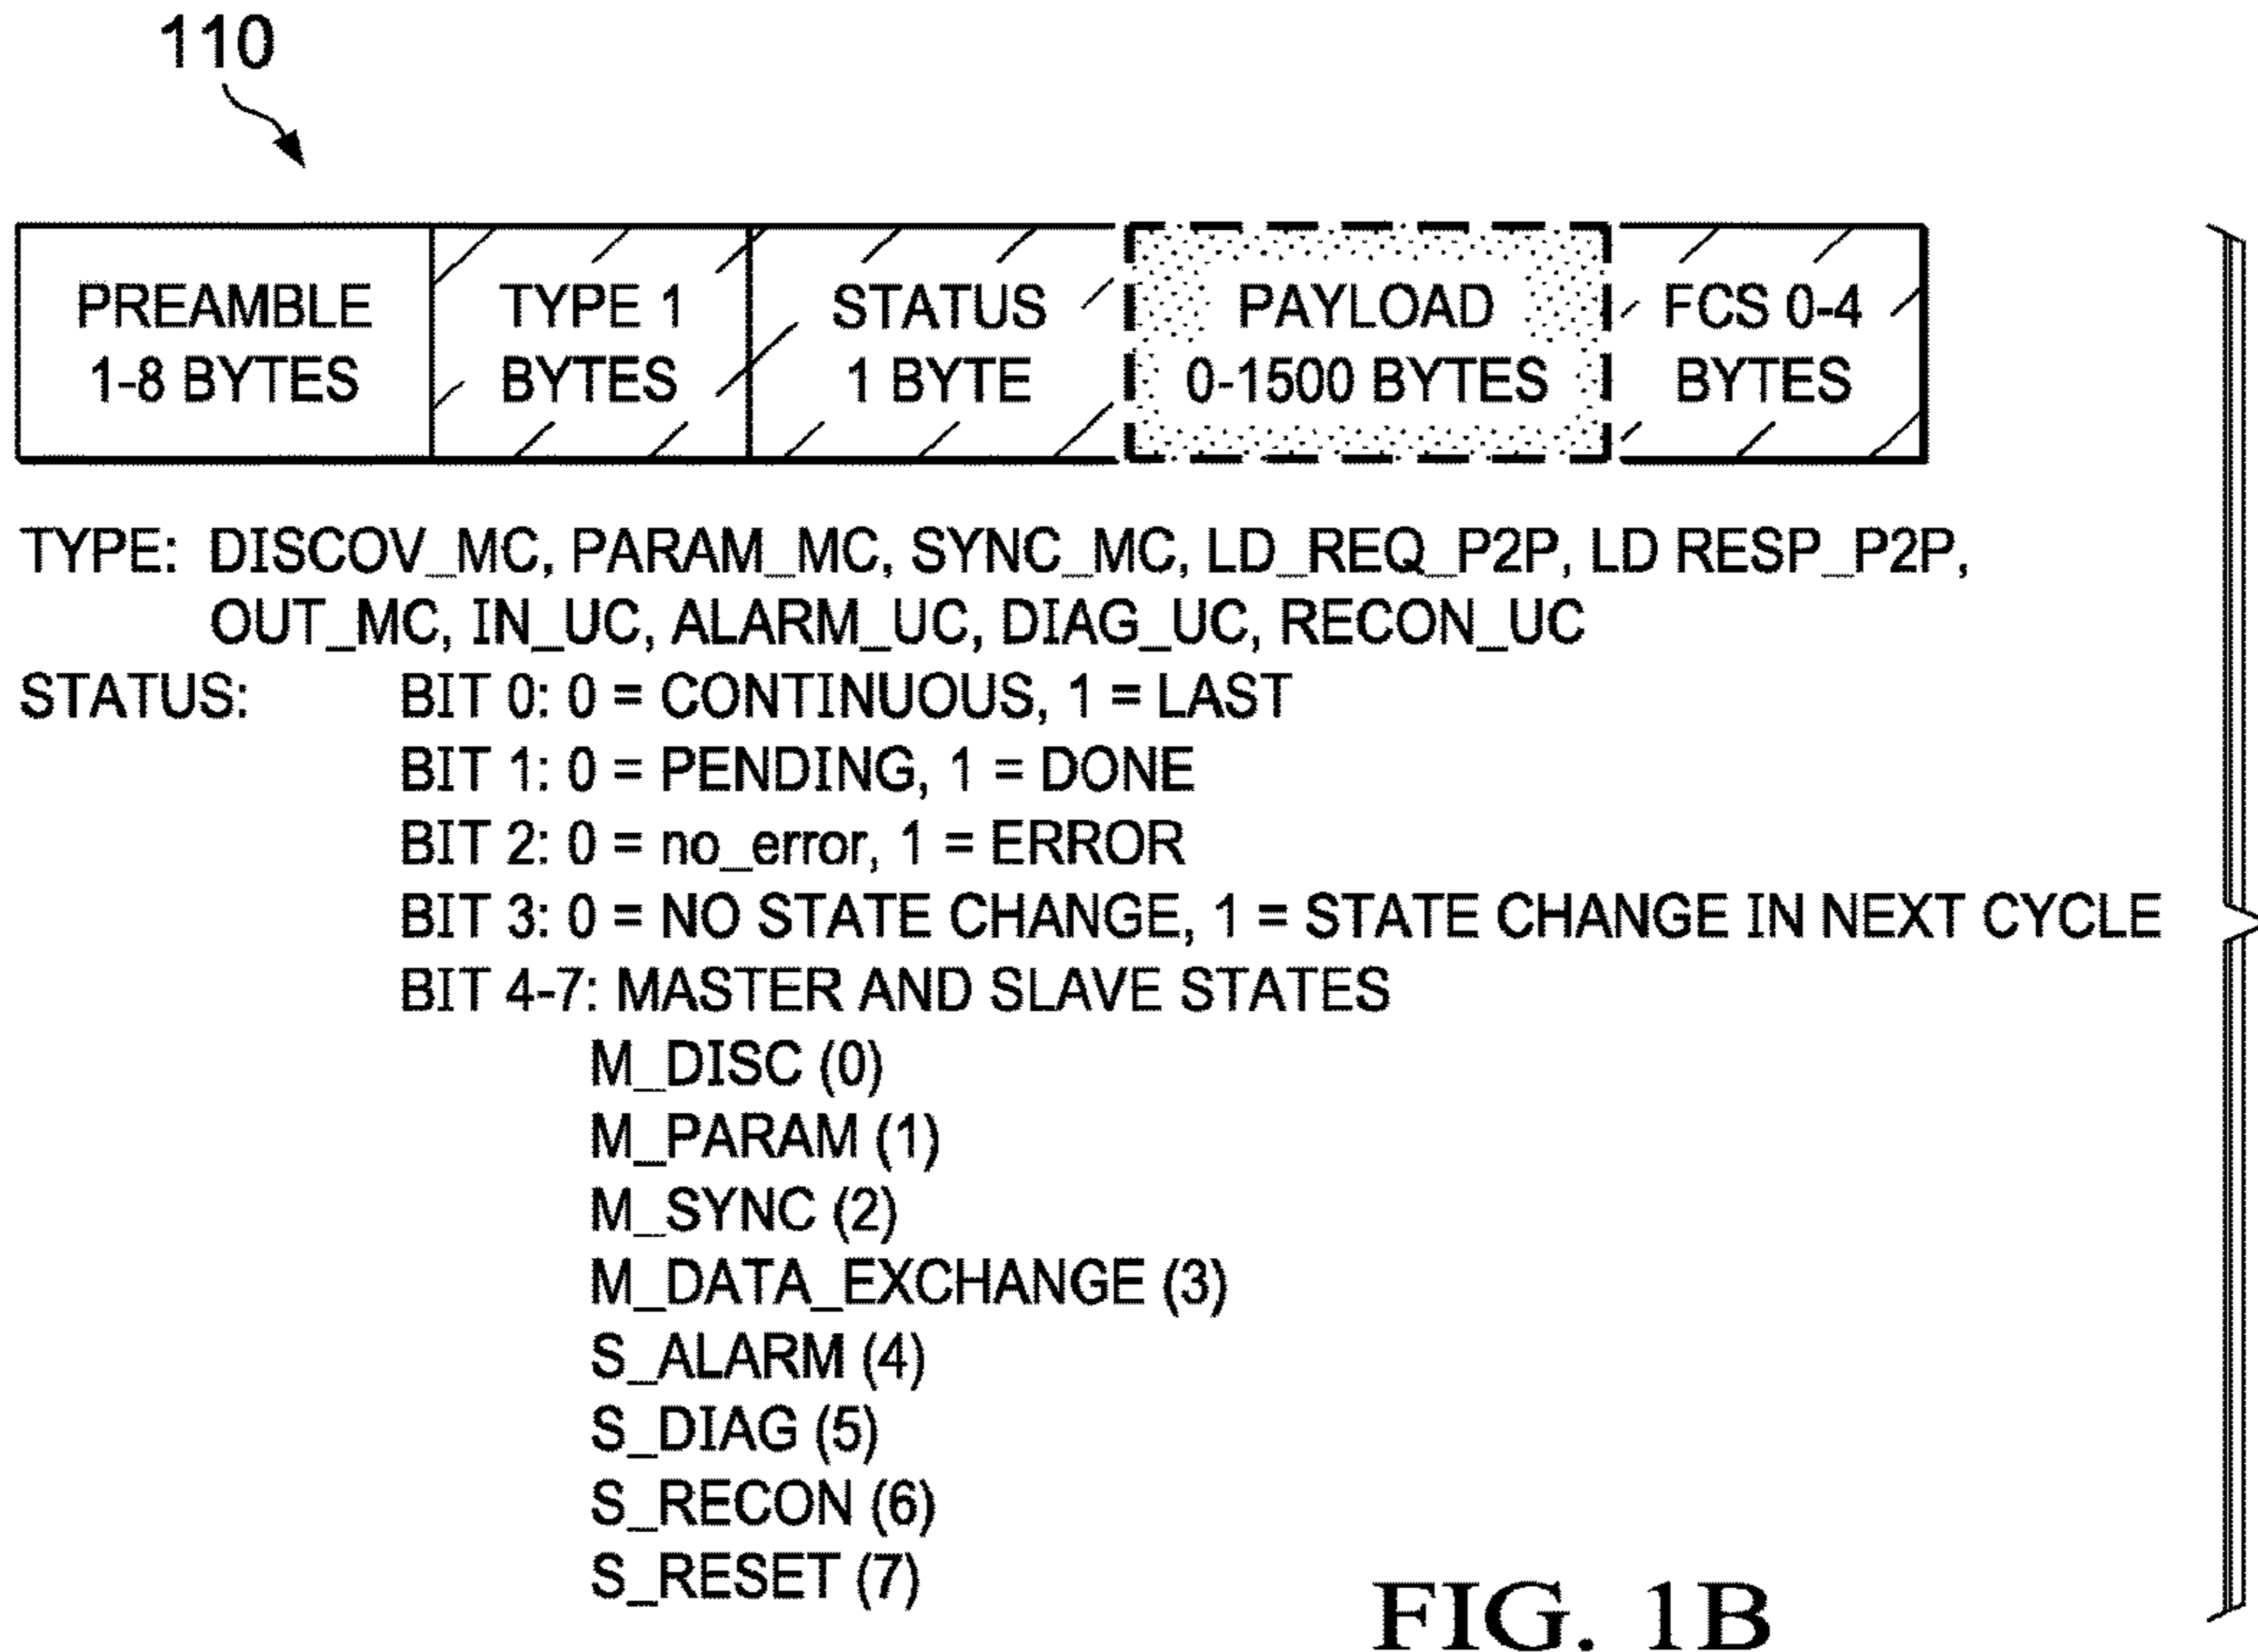 110
PREAMBLE 1-8 BYTES
TYPE 1 BYTES
STATUS 1 BYTE
PAYLOAD 0-1500 BYTES
FCS 0-4 BYTES
TYPE: DISCOV_MC, PARAM_MC, SYNC_MC, LD_REQ_P2P, LD RESP_P2P,
OUT_MC, IN_UC, ALARM_UC, DIAG_UC, RECON_UC
STATUS: BIT 0: 0 = CONTINUOUS, 1 = LAST
BIT 1: 0 = PENDING, 1 = DONE
BIT 2: 0 = no_error, 1 = ERROR
BIT 3: 0 = NO STATE CHANGE, 1 = STATE CHANGE IN NEXT CYCLE
BIT 4-7: MASTER AND SLAVE STATES
M_DISC (0)
M_PARAM (1)
M_SYNC (2)
M_DATA_EXCHANGE (3)
S_ALARM (4)
S_DIAG (5)
S_RECON (6)
S_RESET (7)
FIG. 1B